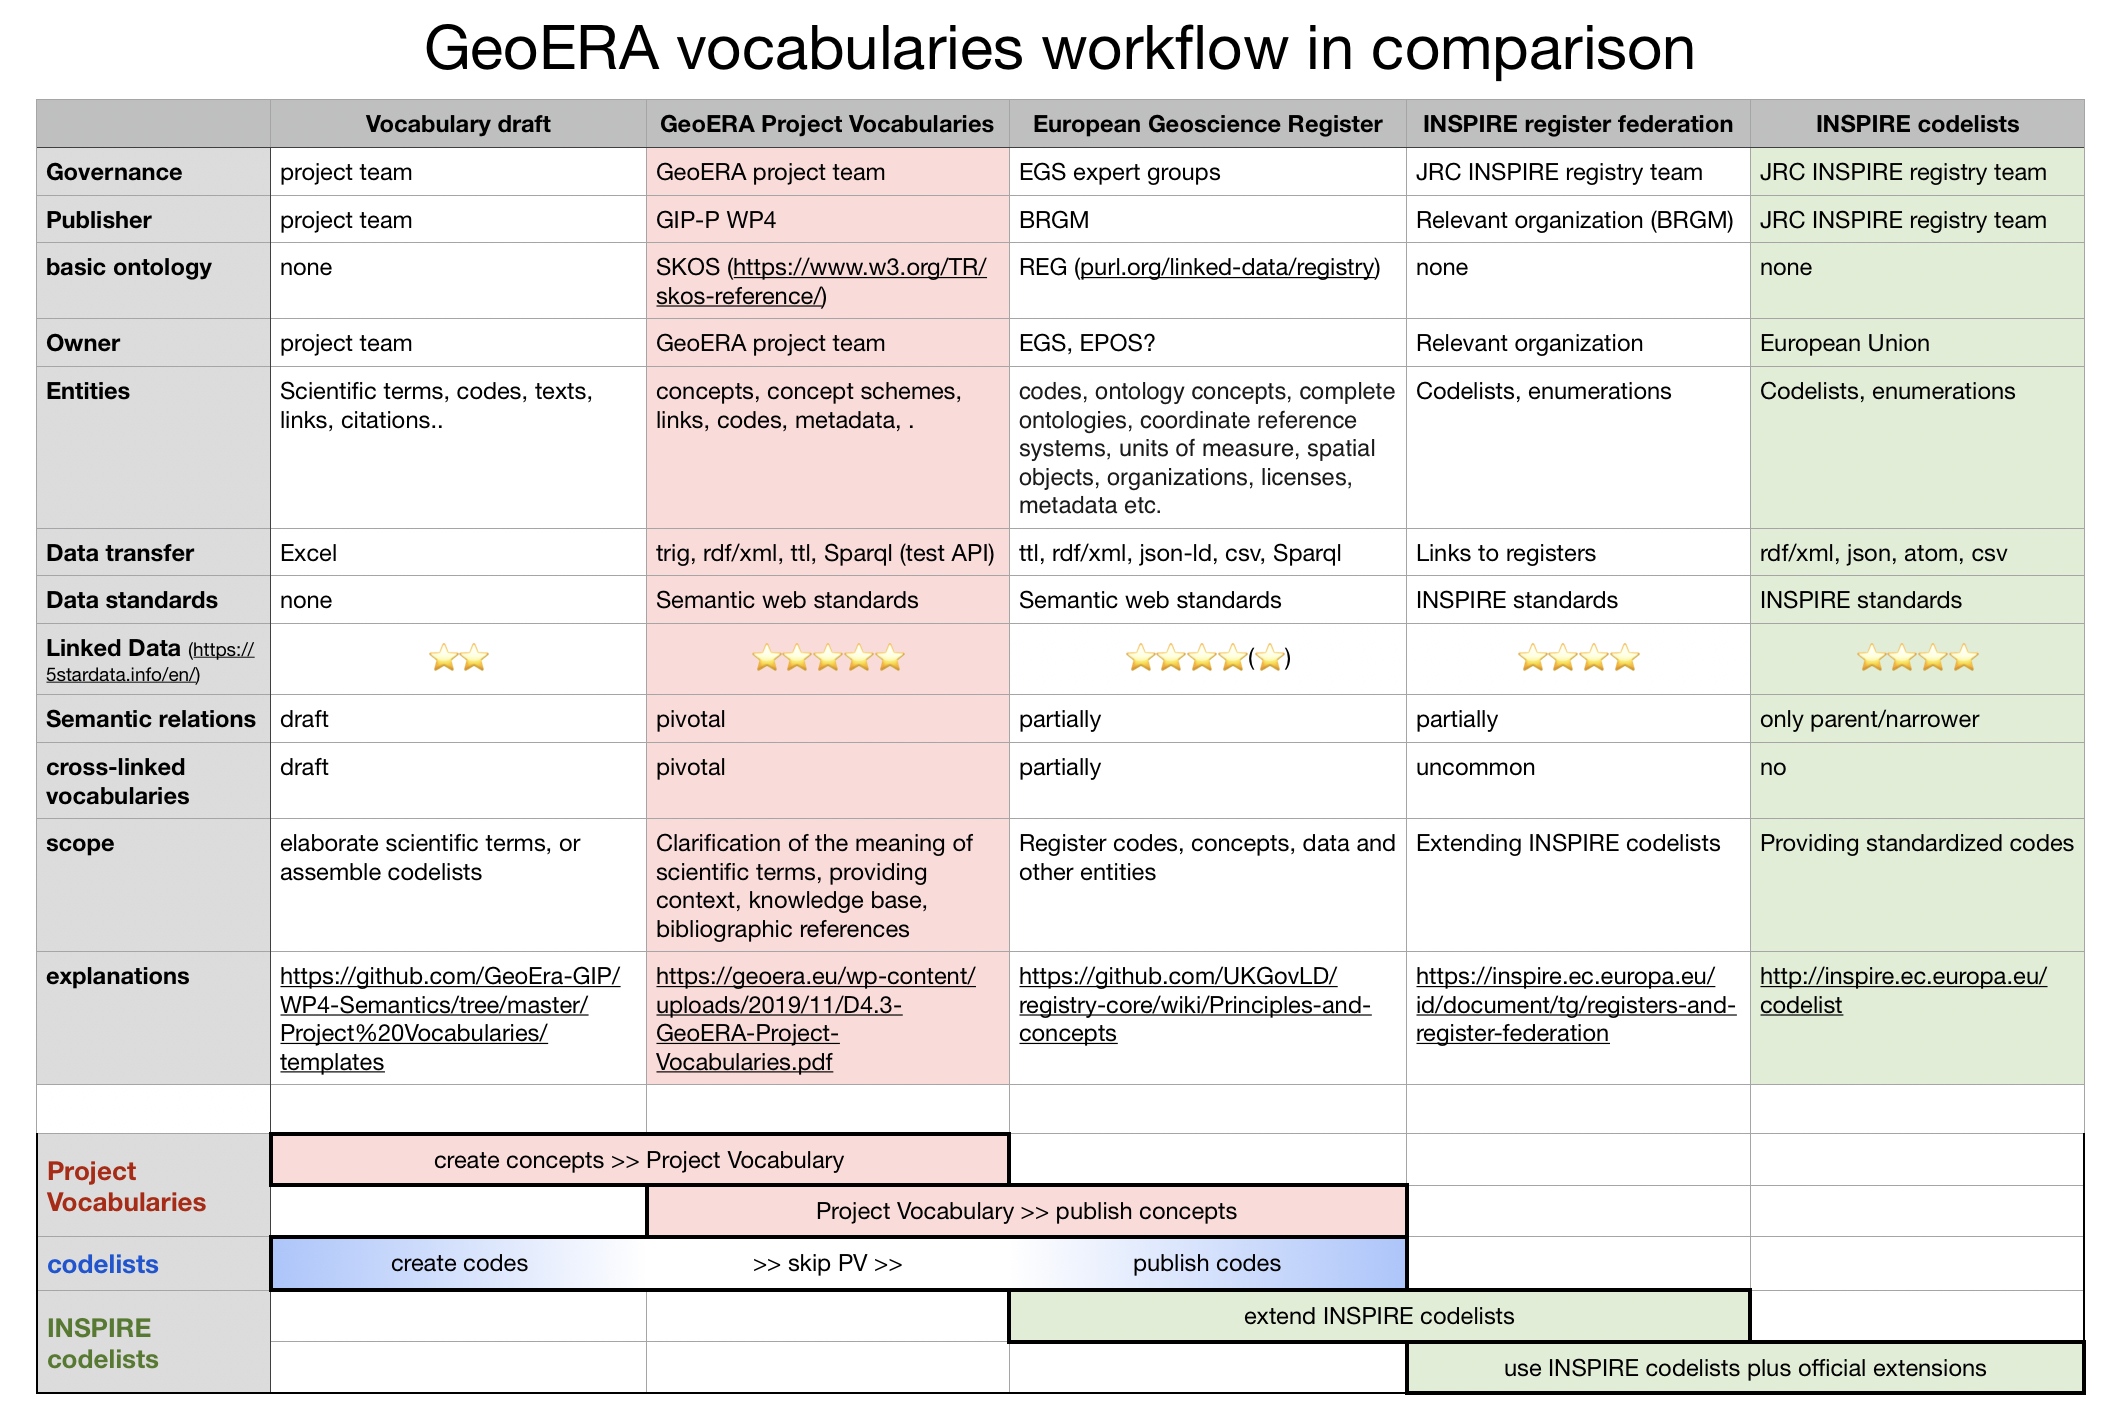 GeoERA vocabularies workflow in comparison
Vocabulary draft
GeoERA Project Vocabularies
European Geoscience Register
INSPIRE register federation
INSPIRE codelists
Governance
project team
GeoERA project team
EGS expert groups
JRC INSPIRE registry team
JRC INSPIRE registry team
Publisher
project team
GIP-P WP4
BRGM
Relevant organization (BRGM)
JRC INSPIRE registry team
basic ontology
none
SKOS (https://www.w3.org/TR/
skos-reference/)
REG (purl.org/linked-data/registry)
none
none
Owner
project team
GeoERA project team
EGS, EPOS?
Relevant organization
European Union
Entities
Scientific terms, codes, texts,
links, citations..
concepts, concept schemes,
links, codes, metadata, .
codes, ontology concepts, complete
ontologies, coordinate reference
systems, units of measure, spatial
objects, organizations, licenses,
metadata etc.
Codelists, enumerations
Codelists, enumerations
Data transfer
Excel
trig, rdf/xml, ttl, Sparql (test API)
ttl, rdf/xml, json-ld, csv, Sparql
Links to registers
rdf/xml, json, atom, csv
Data standards
none
Semantic web standards
Semantic web standards
INSPIRE standards
INSPIRE standards
Linked Data (https://
5stardata.info/en/)
⭐⭐
⭐⭐⭐⭐⭐
⭐⭐⭐⭐(⭐)
⭐⭐⭐⭐
⭐⭐⭐⭐
Semantic relations
draft
pivotal
partially
partially
only parent/narrower
cross-linked
vocabularies
draft
pivotal
partially
uncommon
no
scope
elaborate scientific terms, or
assemble codelists
Clarification of the meaning of
scientific terms, providing
context, knowledge base,
bibliographic references
Register codes, concepts, data and
other entities
Extending INSPIRE codelists
Providing standardized codes
explanations
https://github.com/GeoEra-GIP/
WP4-Semantics/tree/master/
Project%20Vocabularies/
templates
https://geoera.eu/wp-content/
uploads/2019/11/D4.3-
GeoERA-Project-
Vocabularies.pdf
https://github.com/UKGovLD/
registry-core/wiki/Principles-and-
concepts
https://inspire.ec.europa.eu/
id/document/tg/registers-and-
register-federation
http://inspire.ec.europa.eu/
codelist
Project
Vocabularies
create concepts >> Project Vocabulary
Project Vocabulary >> publish concepts
codelists
create codes
>> skip PV >>
publish codes
INSPIRE
codelists
extend INSPIRE codelists
use INSPIRE codelists plus official extensions